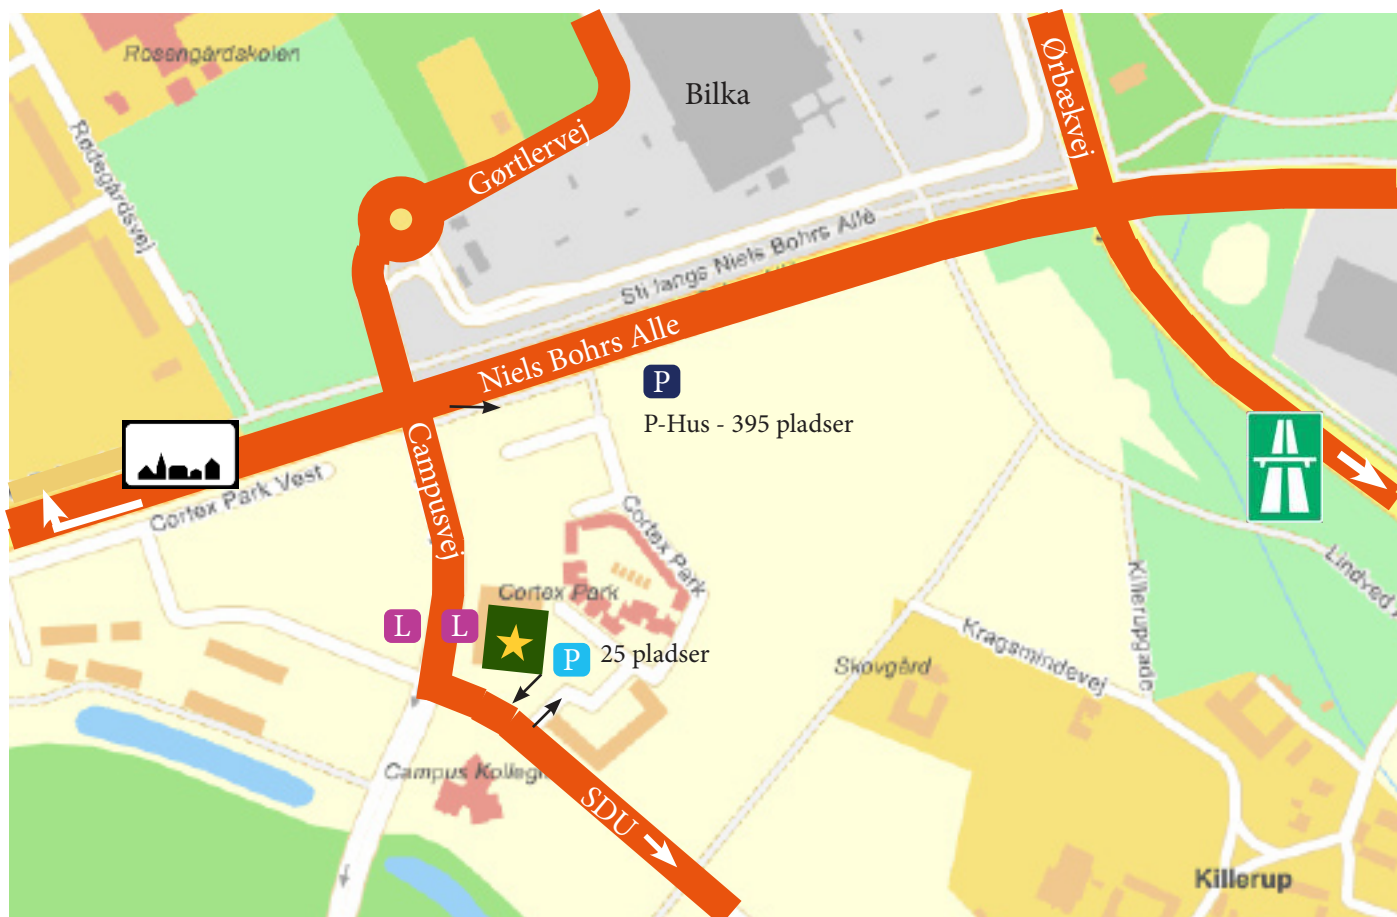 Rosengårdskolen
Bilka
Ørbækvej
Rødegårdsvej
Gørtlervej
Sti langs Niels Bohrs Allé
Niels Bohrs Alle
P
P-Hus - 395 pladser
Campusvej
Cortex Park Vest
Cortex Park
Lindved
Killerupgade
Cortex Park
L
L
P
25 pladser
Kragsmindevej
Skovgård
Campus Kollegi
SDU
Killerup